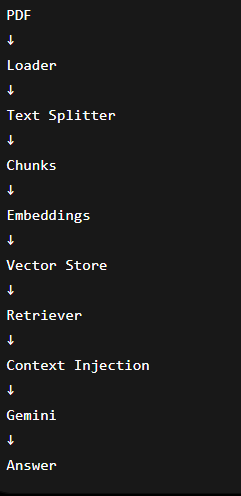 PDF
↓
Loader
↓
Text Splitter
↓
Chunks
↓
Embeddings
↓
Vector Store
↓
Retriever
↓
Context Injection
↓
Gemini
↓
Answer